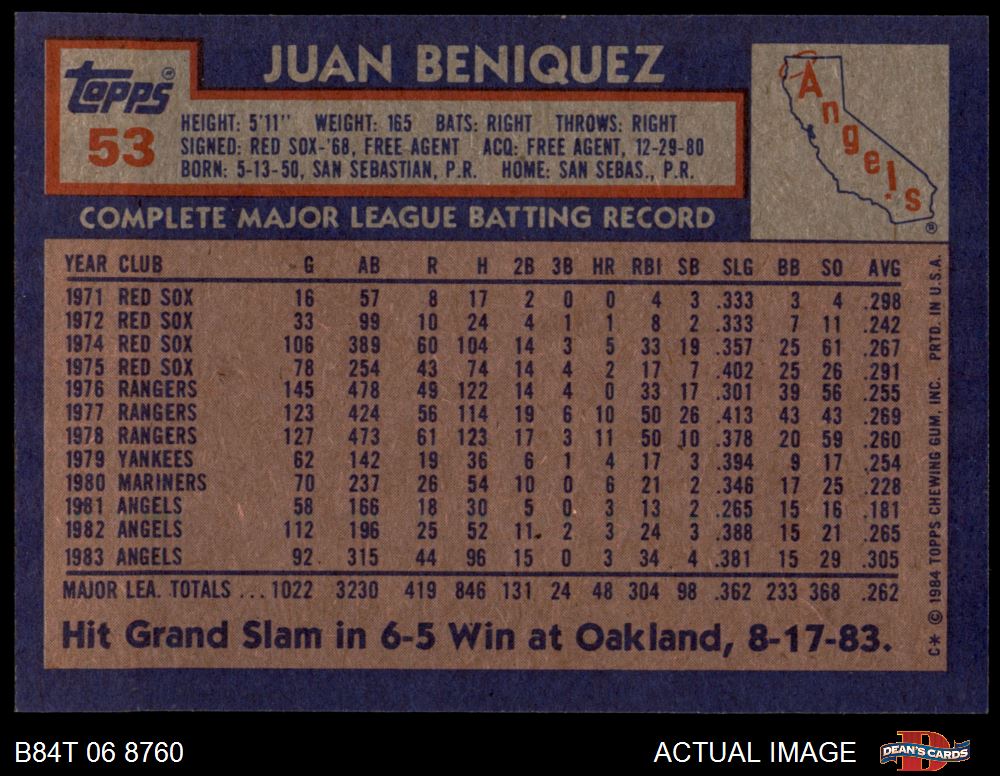 topps®
53
JUAN BENIQUEZ
HEIGHT: 5'11" WEIGHT: 165 BATS: RIGHT THROWS: RIGHT
SIGNED: RED SOX-'68, FREE AGENT ACQ: FREE AGENT, 12-29-80
BORN: 5-13-50, SAN SEBASTIAN, P.R. HOME: SAN SEBAS., P.R.
Angels ®
COMPLETE MAJOR LEAGUE BATTING RECORD
YEAR CLUB G AB R H 2B 3B HR RBI SB SLG BB SO AVG
1971 RED SOX 16 57 8 17 2 0 0 4 3 .333 3 4 .298
1972 RED SOX 33 99 10 24 4 1 1 8 2 .333 7 11 .242
1974 RED SOX 106 389 60 104 14 3 5 33 19 .357 25 61 .267
1975 RED SOX 78 254 43 74 14 4 2 17 7 .402 25 26 .291
1976 RANGERS 145 478 49 122 14 4 0 33 17 .301 39 56 .255
1977 RANGERS 123 424 56 114 19 6 10 50 26 .413 43 43 .269
1978 RANGERS 127 473 61 123 17 3 11 50 10 .378 20 59 .260
1979 YANKEES 62 142 19 36 6 1 4 17 3 .394 9 17 .254
1980 MARINERS 70 237 26 54 10 0 6 21 2 .346 17 25 .228
1981 ANGELS 58 166 18 30 5 0 3 13 2 .265 15 16 .181
1982 ANGELS 112 196 25 52 11 2 3 24 3 .388 15 21 .265
1983 ANGELS 92 315 44 96 15 0 3 34 4 .381 15 29 .305
MAJOR LEA. TOTALS ... 1022 3230 419 846 131 24 48 304 98 .362 233 368 .262
Hit Grand Slam in 6-5 Win at Oakland, 8-17-83.
C* © 1984 TOPPS CHEWING GUM, INC. PRTD. IN U.S.A.
B84T 06 8760
ACTUAL IMAGE
D
DEAN'S CARDS